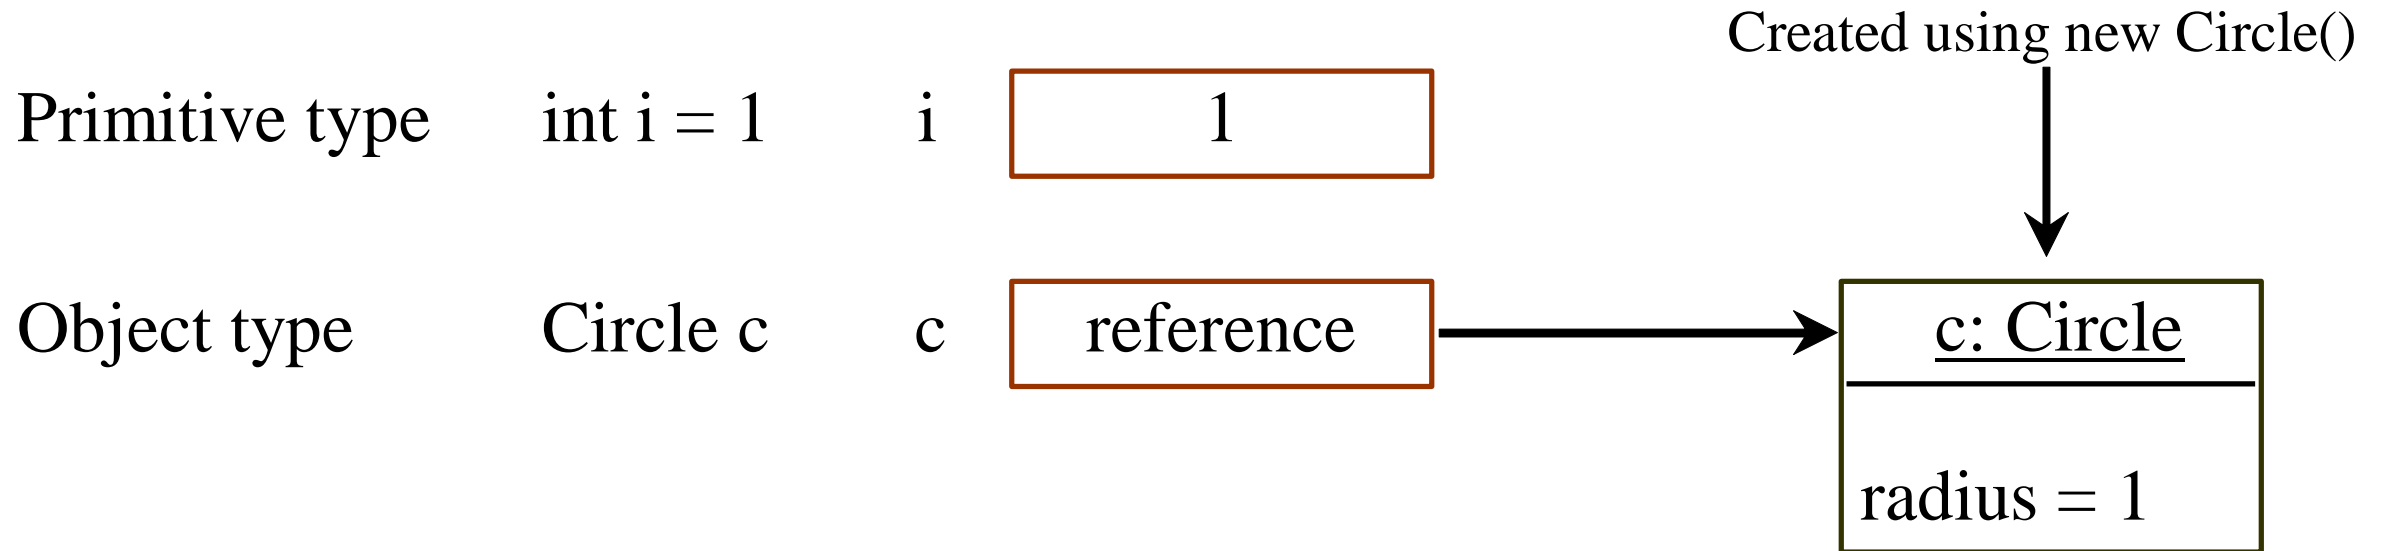 Created using new Circle()
Primitive type int i = 1 i 1
Object type Circle c c reference c: Circle
radius = 1